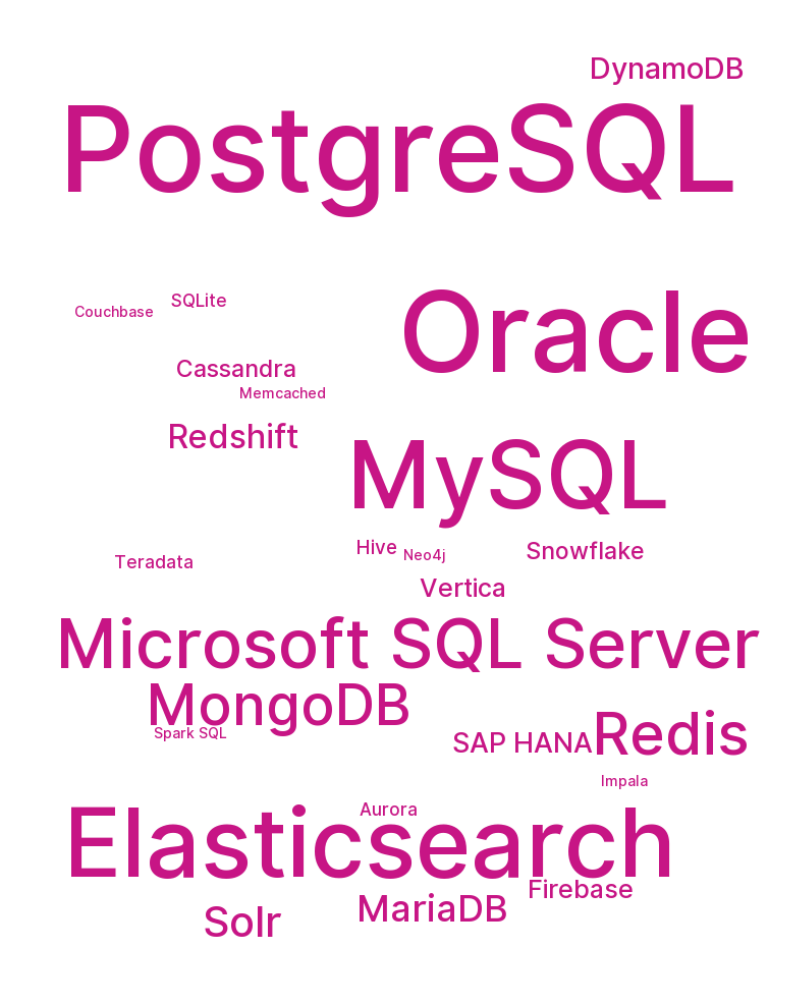 DynamoDB
PostgreSQL
Oracle
SQLite
Couchbase
Cassandra
Memcached
Redshift
MySQL
Hive
Neo4j
Snowflake
Teradata
Vertica
Microsoft SQL Server
MongoDB
Spark SQL
SAP HANA
Redis
Impala
Aurora
Elasticsearch
Firebase
MariaDB
Solr